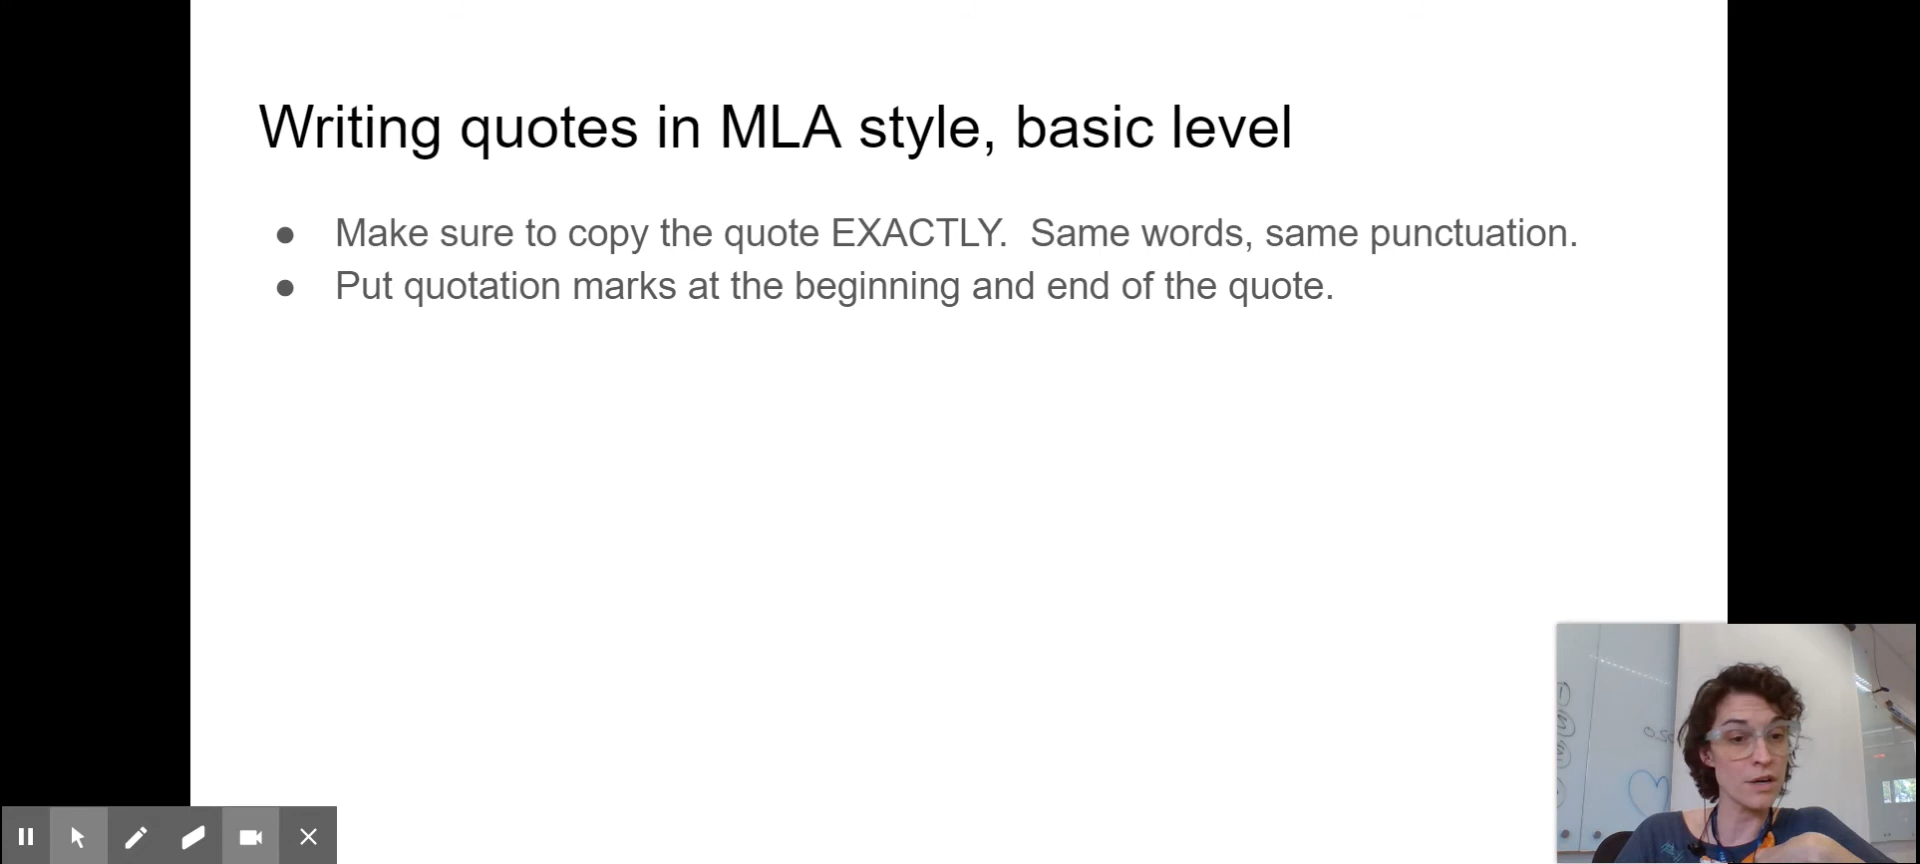 Writing quotes in MLA style, basic level
● Make sure to copy the quote EXACTLY.  Same words, same punctuation.
● Put quotation marks at the beginning and end of the quote.